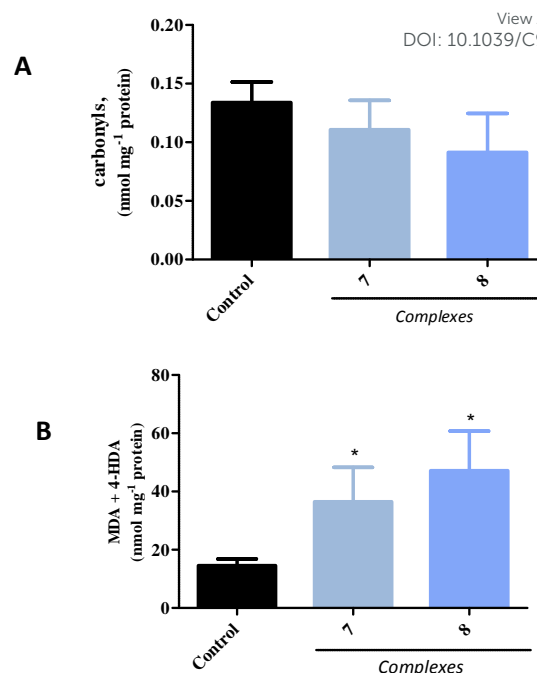 View
DOI: 10.1039/C9
A
carbonyls,
(nmol mg⁻¹ protein)
0.20
0.15
0.10
0.05
0.00
Control
7
8
Complexes
B
MDA + 4-HDA
(nmol mg⁻¹ protein)
80
60
40
20
0
*
*
Control
7
8
Complexes